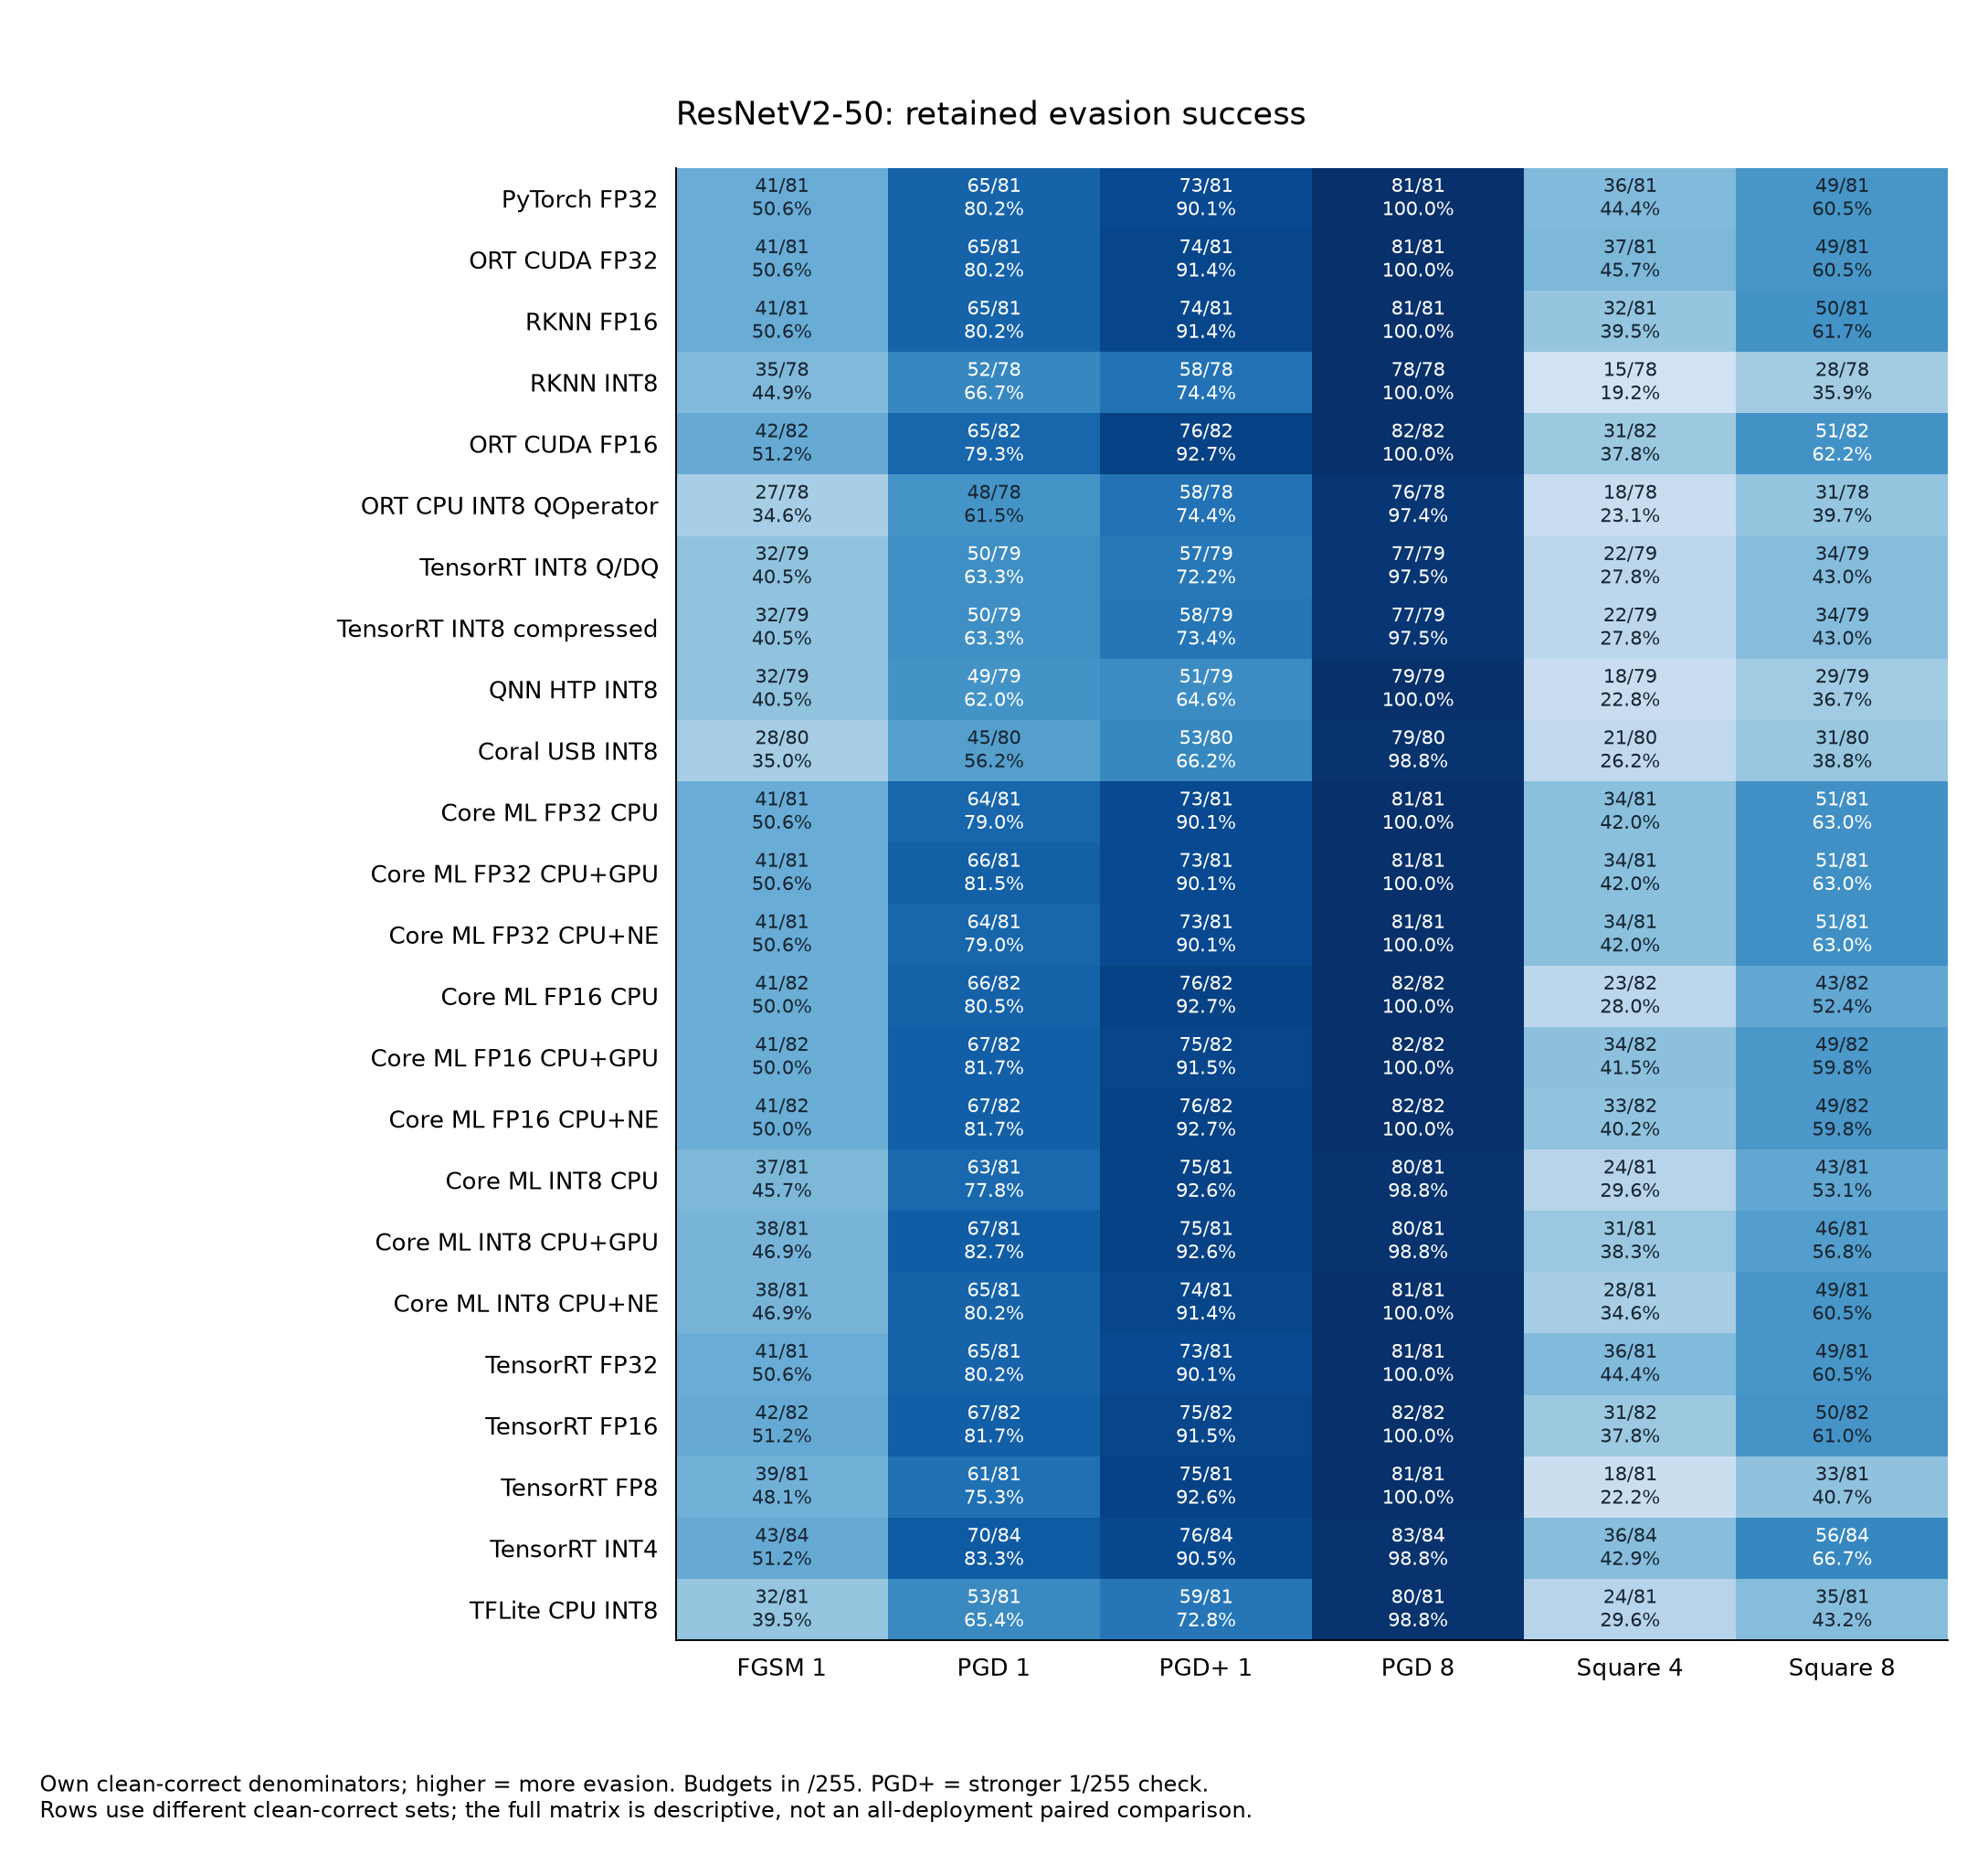 ResNetV2-50: retained evasion success
PyTorch FP32
41/81 65/81 73/81 81/81 36/81 49/81
50.6% 80.2% 90.1% 100.0% 44.4% 60.5%
ORT CUDA FP32
41/81 65/81 74/81 81/81 37/81 49/81
50.6% 80.2% 91.4% 100.0% 45.7% 60.5%
RKNN FP16
41/81 65/81 74/81 81/81 32/81 50/81
50.6% 80.2% 91.4% 100.0% 39.5% 61.7%
RKNN INT8
35/78 52/78 58/78 78/78 15/78 28/78
44.9% 66.7% 74.4% 100.0% 19.2% 35.9%
ORT CUDA FP16
42/82 65/82 76/82 82/82 31/82 51/82
51.2% 79.3% 92.7% 100.0% 37.8% 62.2%
ORT CPU INT8 QOperator
27/78 48/78 58/78 76/78 18/78 31/78
34.6% 61.5% 74.4% 97.4% 23.1% 39.7%
TensorRT INT8 Q/DQ
32/79 50/79 57/79 77/79 22/79 34/79
40.5% 63.3% 72.2% 97.5% 27.8% 43.0%
TensorRT INT8 compressed
32/79 50/79 58/79 77/79 22/79 34/79
40.5% 63.3% 73.4% 97.5% 27.8% 43.0%
QNN HTP INT8
32/79 49/79 51/79 79/79 18/79 29/79
40.5% 62.0% 64.6% 100.0% 22.8% 36.7%
Coral USB INT8
28/80 45/80 53/80 79/80 21/80 31/80
35.0% 56.2% 66.2% 98.8% 26.2% 38.8%
Core ML FP32 CPU
41/81 64/81 73/81 81/81 34/81 51/81
50.6% 79.0% 90.1% 100.0% 42.0% 63.0%
Core ML FP32 CPU+GPU
41/81 66/81 73/81 81/81 34/81 51/81
50.6% 81.5% 90.1% 100.0% 42.0% 63.0%
Core ML FP32 CPU+NE
41/81 64/81 73/81 81/81 34/81 51/81
50.6% 79.0% 90.1% 100.0% 42.0% 63.0%
Core ML FP16 CPU
41/82 66/82 76/82 82/82 23/82 43/82
50.0% 80.5% 92.7% 100.0% 28.0% 52.4%
Core ML FP16 CPU+GPU
41/82 67/82 75/82 82/82 34/82 49/82
50.0% 81.7% 91.5% 100.0% 41.5% 59.8%
Core ML FP16 CPU+NE
41/82 67/82 76/82 82/82 33/82 49/82
50.0% 81.7% 92.7% 100.0% 40.2% 59.8%
Core ML INT8 CPU
37/81 63/81 75/81 80/81 24/81 43/81
45.7% 77.8% 92.6% 98.8% 29.6% 53.1%
Core ML INT8 CPU+GPU
38/81 67/81 75/81 80/81 31/81 46/81
46.9% 82.7% 92.6% 98.8% 38.3% 56.8%
Core ML INT8 CPU+NE
38/81 65/81 74/81 81/81 28/81 49/81
46.9% 80.2% 91.4% 100.0% 34.6% 60.5%
TensorRT FP32
41/81 65/81 73/81 81/81 36/81 49/81
50.6% 80.2% 90.1% 100.0% 44.4% 60.5%
TensorRT FP16
42/82 67/82 75/82 82/82 31/82 50/82
51.2% 81.7% 91.5% 100.0% 37.8% 61.0%
TensorRT FP8
39/81 61/81 75/81 81/81 18/81 33/81
48.1% 75.3% 92.6% 100.0% 22.2% 40.7%
TensorRT INT4
43/84 70/84 76/84 83/84 36/84 56/84
51.2% 83.3% 90.5% 98.8% 42.9% 66.7%
TFLite CPU INT8
32/81 53/81 59/81 80/81 24/81 35/81
39.5% 65.4% 72.8% 98.8% 29.6% 43.2%
FGSM 1 PGD 1 PGD+ 1 PGD 8 Square 4 Square 8
Own clean-correct denominators; higher = more evasion. Budgets in /255. PGD+ = stronger 1/255 check.
Rows use different clean-correct sets; the full matrix is descriptive, not an all-deployment paired comparison.